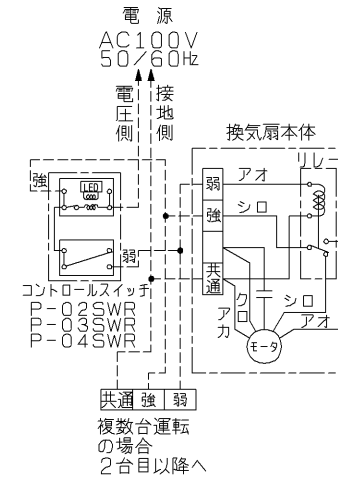 電源
AC100V
50/60Hz
電圧側
接地側
換気扇本体
リレー
強
LED
弱
アオ
弱
シロ
強
共通
弱
コントロールスイッチ
P-02SWR
P-03SWR
P-04SWR
クロ
アカ
シロ
アオ
モータ
共通 強 弱
複数台運転
の場合
2台目以降へ